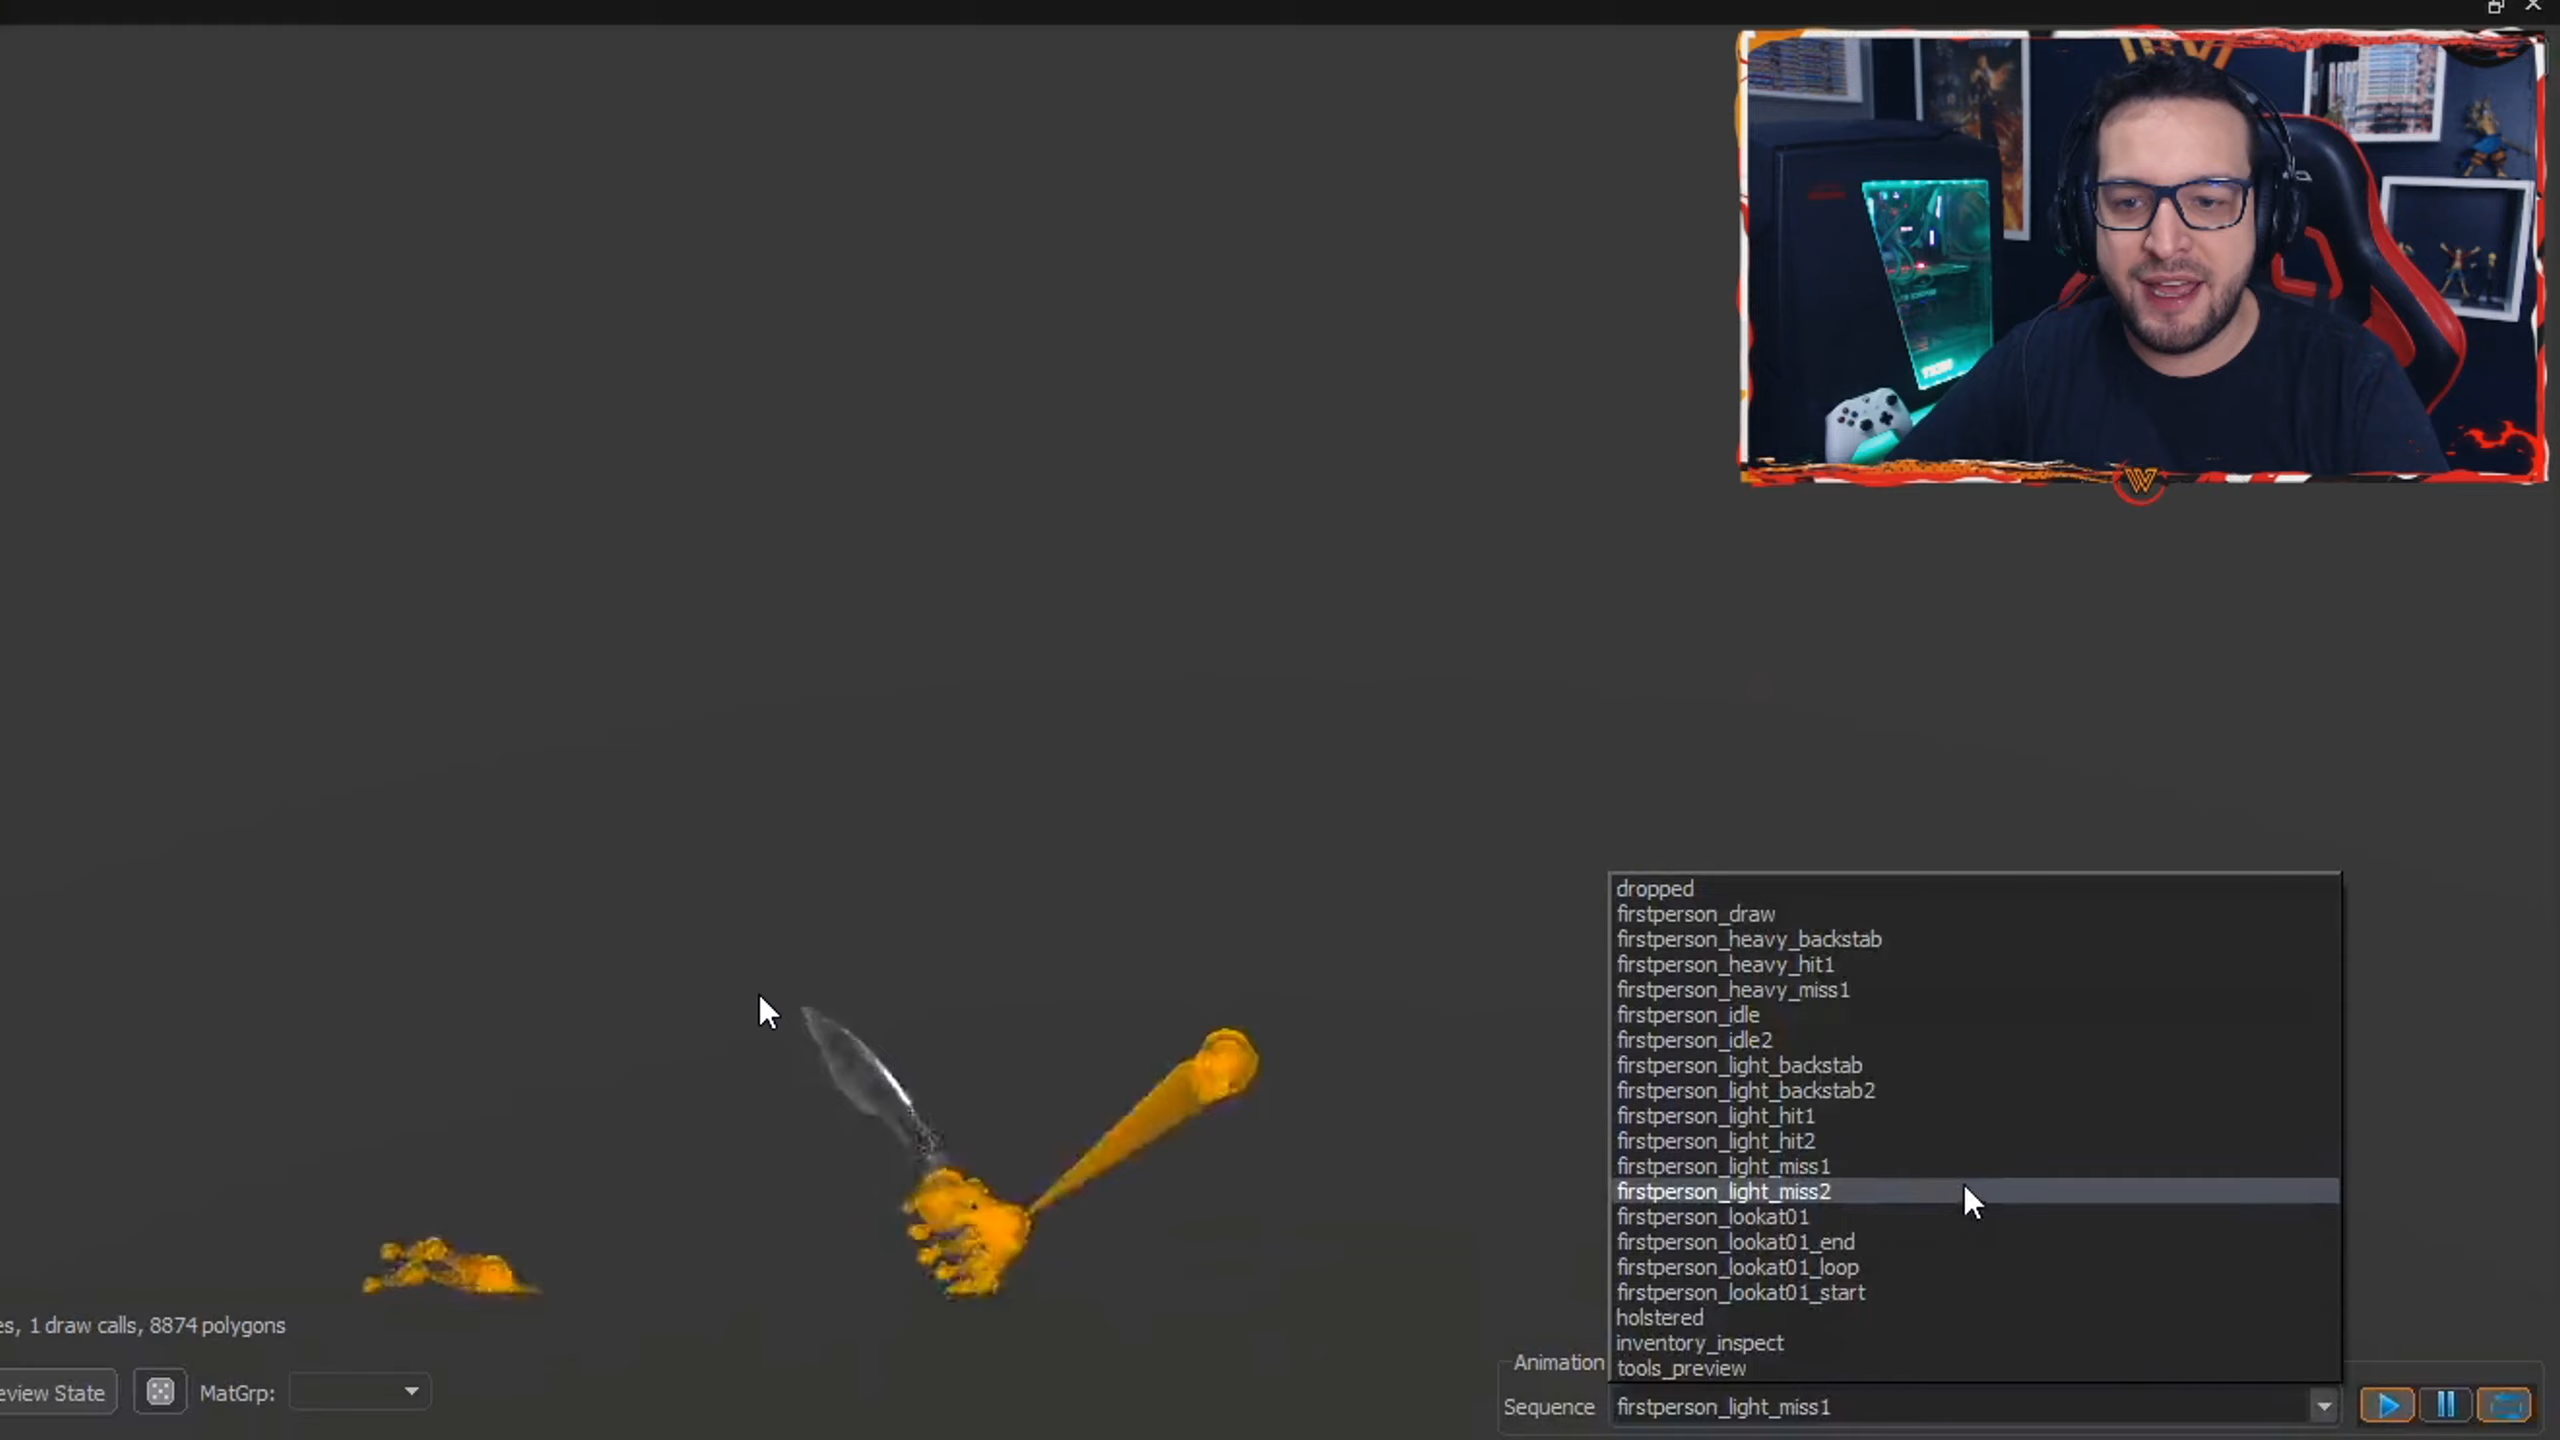 dropped
firstperson_draw
firstperson_heavy_backstab
firstperson_heavy_hit1
firstperson_heavy_miss1
firstperson_idle
firstperson_idle2
firstperson_light_backstab
firstperson_light_backstab2
firstperson_light_hit1
firstperson_light_hit2
firstperson_light_miss1
firstperson_light_miss2
firstperson_lookat01
firstperson_lookat01_end
firstperson_lookat01_loop
firstperson_lookat01_start
holstered
inventory_inspect
tools_preview
es, 1 draw calls, 8874 polygons
eview State
MatGrp:
Animation
Sequence
firstperson_light_miss1